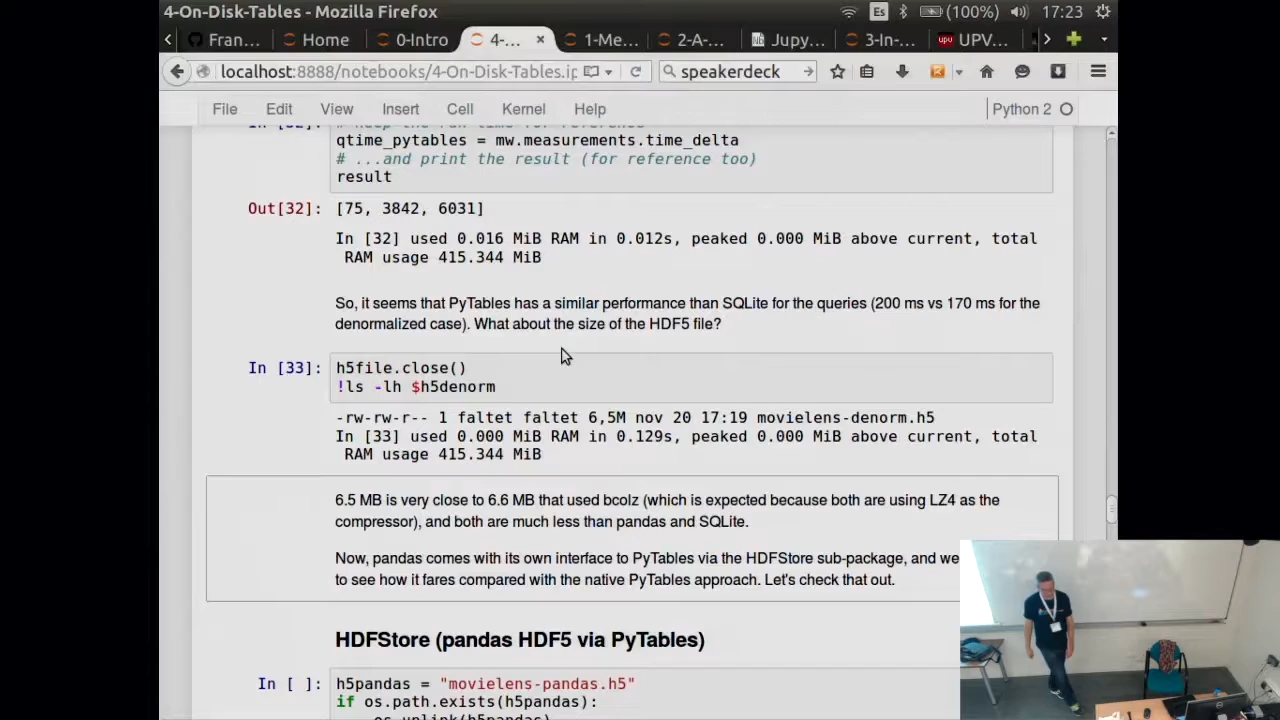 4-On-Disk-Tables - Mozilla Firefox
Es (100%) 17:23
Fran... Home 0-Intro 4-... 1-Me... 2-A-... Jupy... 3-In-... upv UPV...
localhost:8888/notebooks/4-On-Disk-Tables.ip speakerdeck
File Edit View Insert Cell Kernel Help Python 2
qtime_pytables = mw.measurements.time_delta
# ...and print the result (for reference too)
result
Out[32]: [75, 3842, 6031]
In [32] used 0.016 MiB RAM in 0.012s, peaked 0.000 MiB above current, total
RAM usage 415.344 MiB
So, it seems that PyTables has a similar performance than SQLite for the queries (200 ms vs 170 ms for the
denormalized case). What about the size of the HDF5 file?
In [33]: h5file.close()
!ls -lh $h5denorm
-rw-rw-r-- 1 faltet faltet 6,5M nov 20 17:19 movielens-denorm.h5
In [33] used 0.000 MiB RAM in 0.129s, peaked 0.000 MiB above current, total
RAM usage 415.344 MiB
6.5 MB is very close to 6.6 MB that used bcolz (which is expected because both are using LZ4 as the
compressor), and both are much less than pandas and SQLite.
Now, pandas comes with its own interface to PyTables via the HDFStore sub-package, and we
to see how it fares compared with the native PyTables approach. Let's check that out.
HDFStore (pandas HDF5 via PyTables)
In [ ]: h5pandas = "movielens-pandas.h5"
if os.path.exists(h5pandas):
os.unlink(h5pandas)